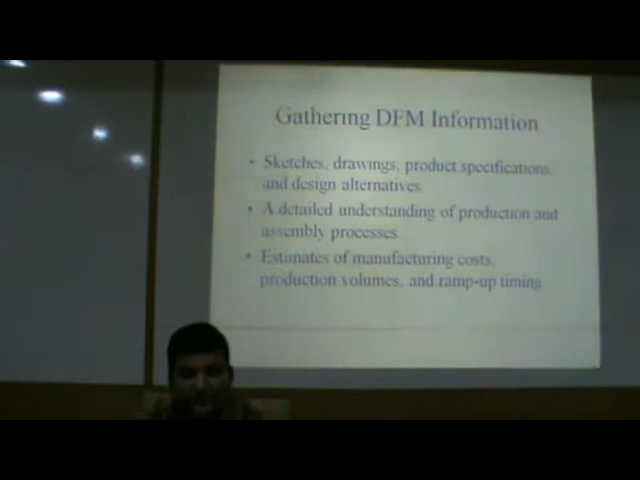 Gathering DFM Information
• Sketches, drawings, product specifications,
and design alternatives
• A detailed understanding of production and
assembly processes
• Estimates of manufacturing costs,
production volumes, and ramp-up timing